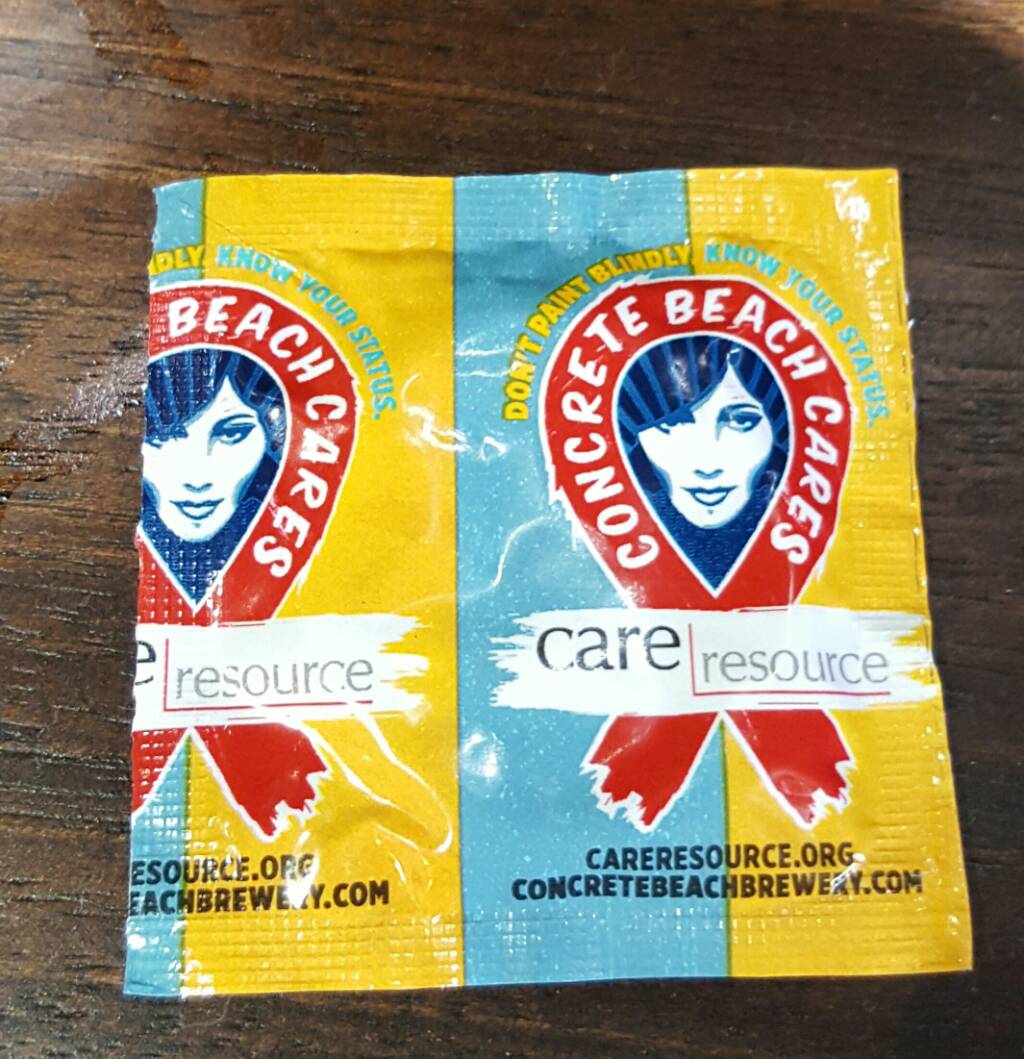 NDLY. KNOW YOUR STATUS.
BEACH CARES
e resource
ESOURCE.ORG
EACHBREWERY.COM
DON'T PAINT BLINDLY. KNOW YOUR STATUS.
CONCRETE BEACH CARES
care resource
CARERESOURCE.ORG
CONCRETEBEACHBREWERY.COM